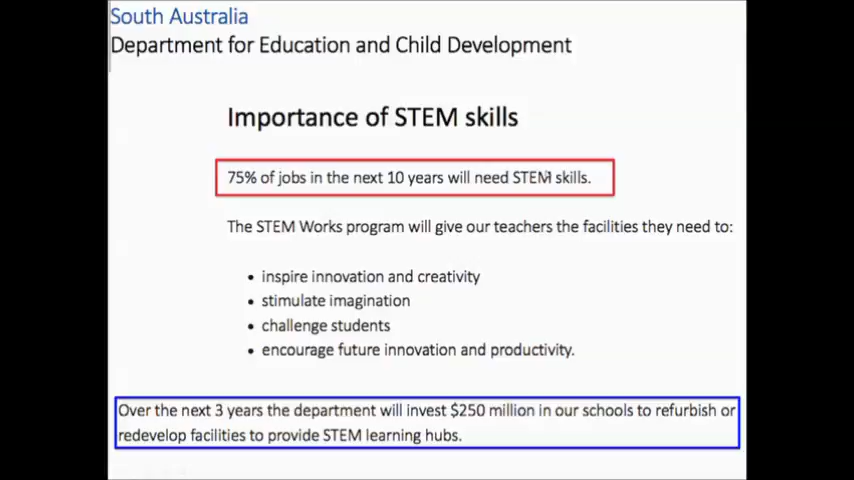 South Australia
Department for Education and Child Development
Importance of STEM skills
75% of jobs in the next 10 years will need STEM skills.
The STEM Works program will give our teachers the facilities they need to:
• inspire innovation and creativity
• stimulate imagination
• challenge students
• encourage future innovation and productivity.
Over the next 3 years the department will invest $250 million in our schools to refurbish or
redevelop facilities to provide STEM learning hubs.